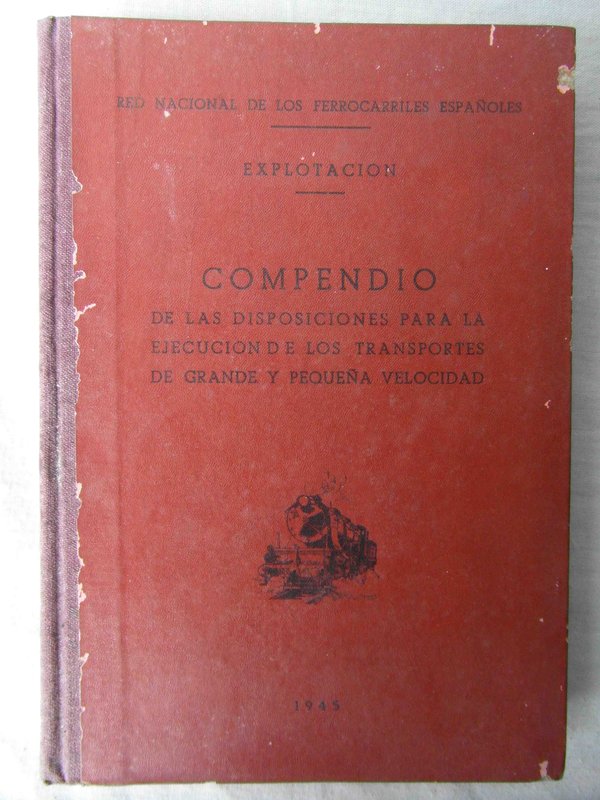 RED NACIONAL DE LOS FERROCARRILES ESPAÑOLES
EXPLOTACION
COMPENDIO
DE LAS DISPOSICIONES PARA LA
EJECUCION DE LOS TRANSPORTES
DE GRANDE Y PEQUEÑA VELOCIDAD
1945